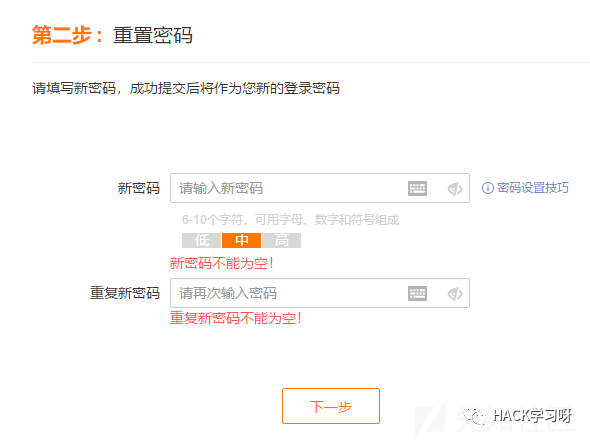 第二步：重置密码
请填写新密码，成功提交后将作为您新的登录密码
新密码 请输入新密码 密码设置技巧
6-10个字符，可用字母、数字和符号组成
低 中 高
新密码不能为空！
重复新密码 请再次输入密码
重复新密码不能为空！
下一步
HACK学习呀